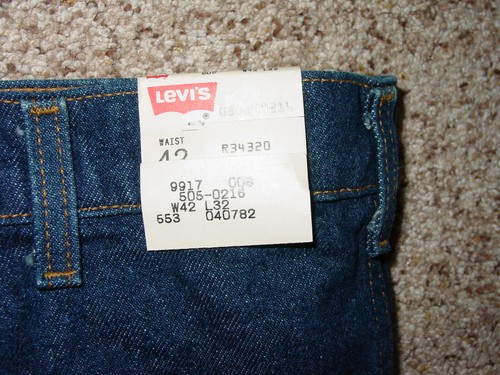 Levi's
®
WAIST
42
R34320
9917 008
505-0216
W42 L32
553 040782